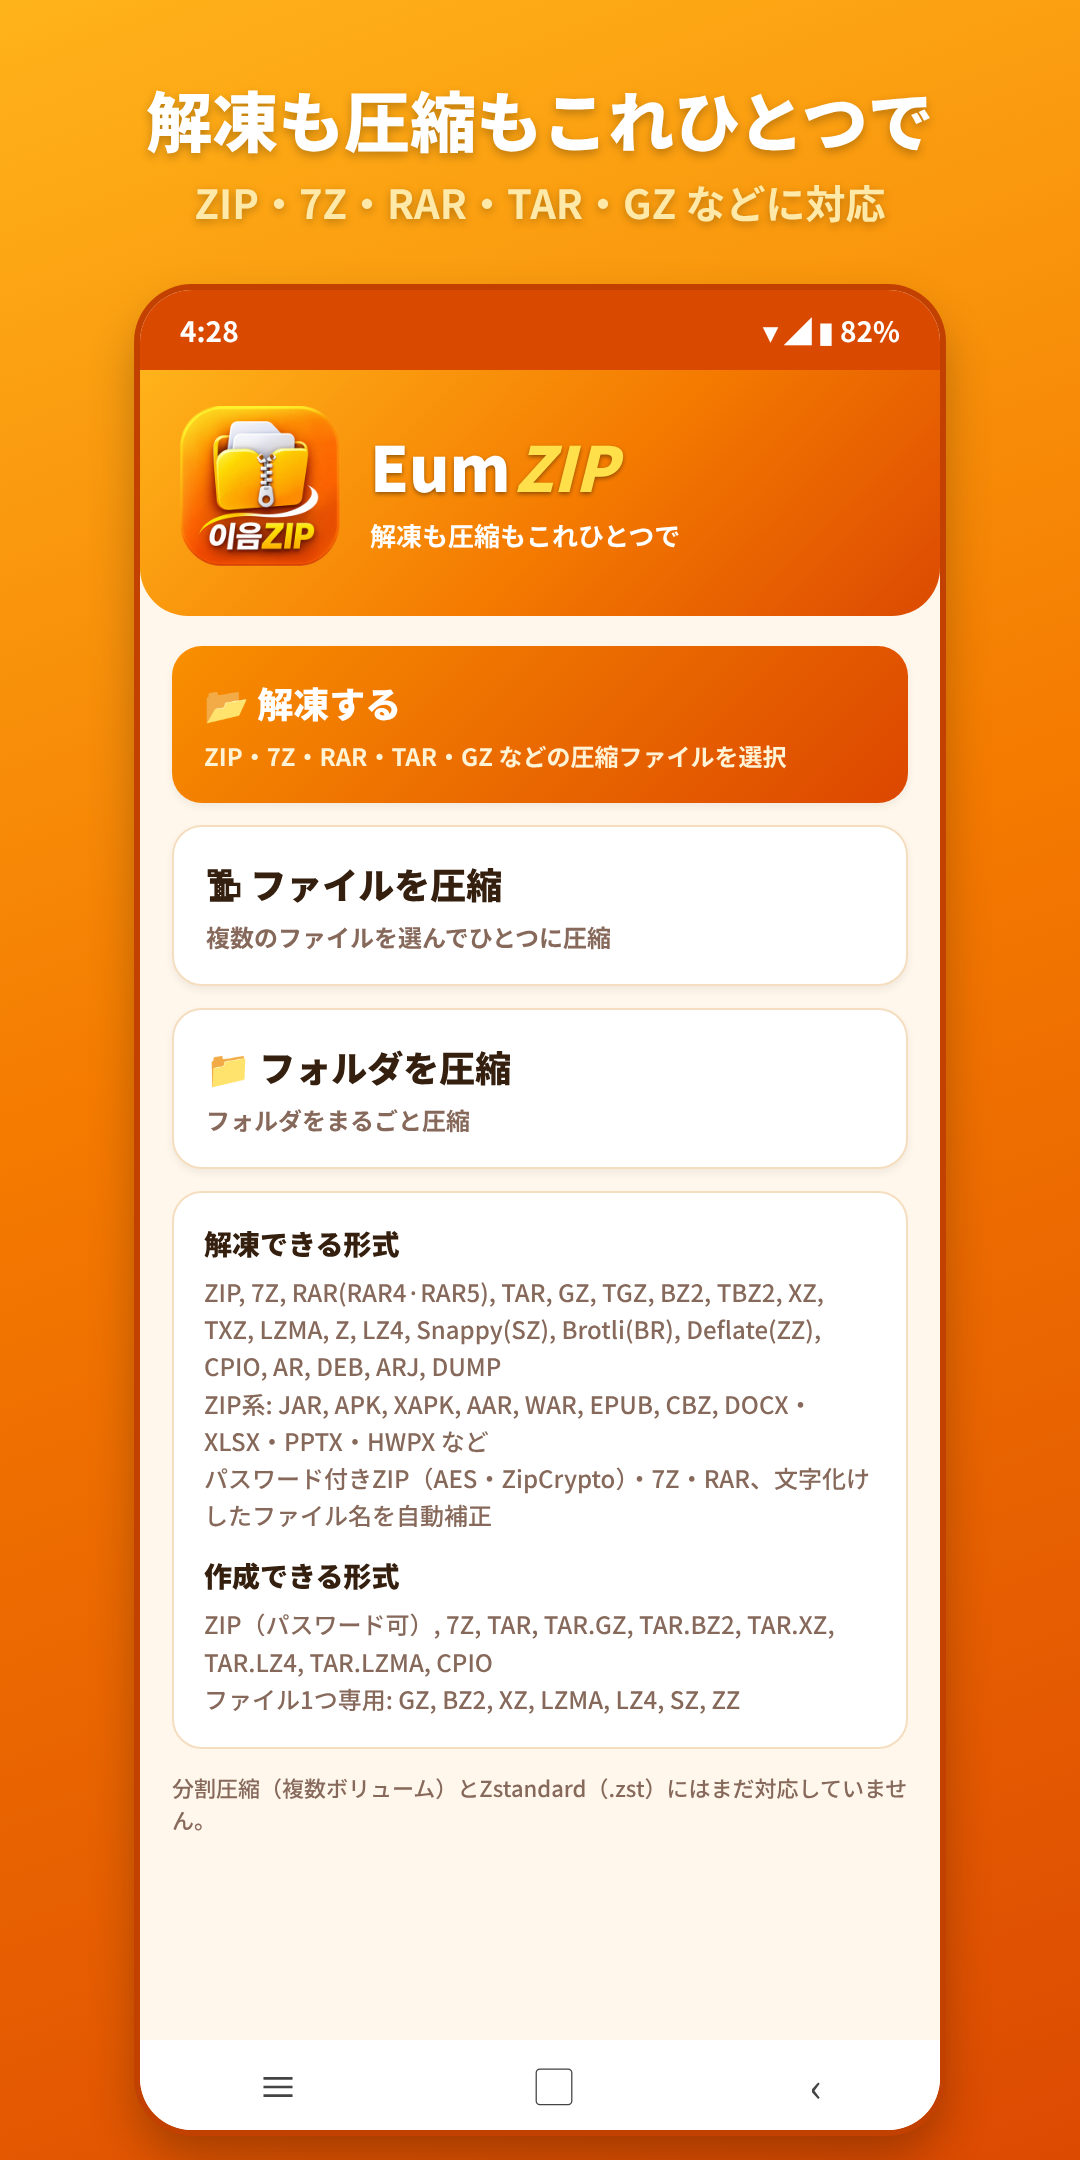 解凍も圧縮もこれひとつで
ZIP・7Z・RAR・TAR・GZ などに対応
4:28
82%
이음ZIP
EumZIP
解凍も圧縮もこれひとつで
解凍する
ZIP・7Z・RAR・TAR・GZ などの圧縮ファイルを選択
ファイルを圧縮
複数のファイルを選んでひとつに圧縮
フォルダを圧縮
フォルダをまるごと圧縮
解凍できる形式
ZIP, 7Z, RAR(RAR4·RAR5), TAR, GZ, TGZ, BZ2, TBZ2, XZ,
TXZ, LZMA, Z, LZ4, Snappy(SZ), Brotli(BR), Deflate(ZZ),
CPIO, AR, DEB, ARJ, DUMP
ZIP系: JAR, APK, XAPK, AAR, WAR, EPUB, CBZ, DOCX・
XLSX・PPTX・HWPX など
パスワード付きZIP（AES・ZipCrypto）・7Z・RAR、文字化け
したファイル名を自動補正
作成できる形式
ZIP（パスワード可）, 7Z, TAR, TAR.GZ, TAR.BZ2, TAR.XZ,
TAR.LZ4, TAR.LZMA, CPIO
ファイル1つ専用: GZ, BZ2, XZ, LZMA, LZ4, SZ, ZZ
分割圧縮（複数ボリューム）とZstandard（.zst）にはまだ対応していませ
ん。